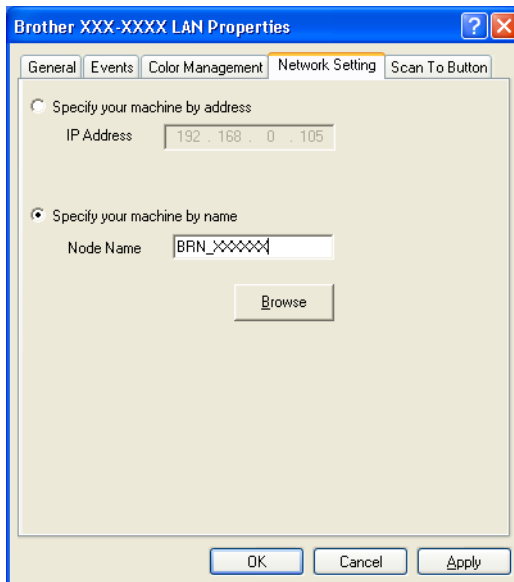 Brother XXX-XXXX LAN Properties
General Events Color Management Network Setting Scan To Button
Specify your machine by address
IP Address 192 . 168 . 0 . 105
Specify your machine by name
Node Name BRN_XXXXXX
Browse
OK Cancel Apply